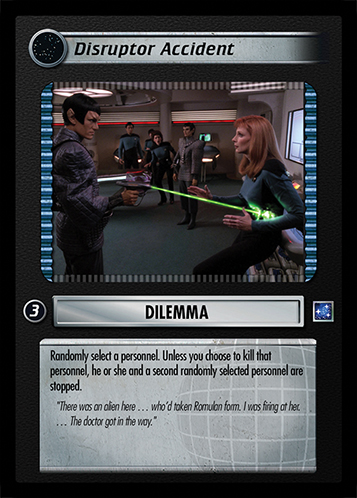 Disruptor Accident
3
DILEMMA
Randomly select a personnel. Unless you choose to kill that
personnel, he or she and a second randomly selected personnel are
stopped.
"There was an alien here . . . who'd taken Romulan form. I was firing at her.
. . . The doctor got in the way."